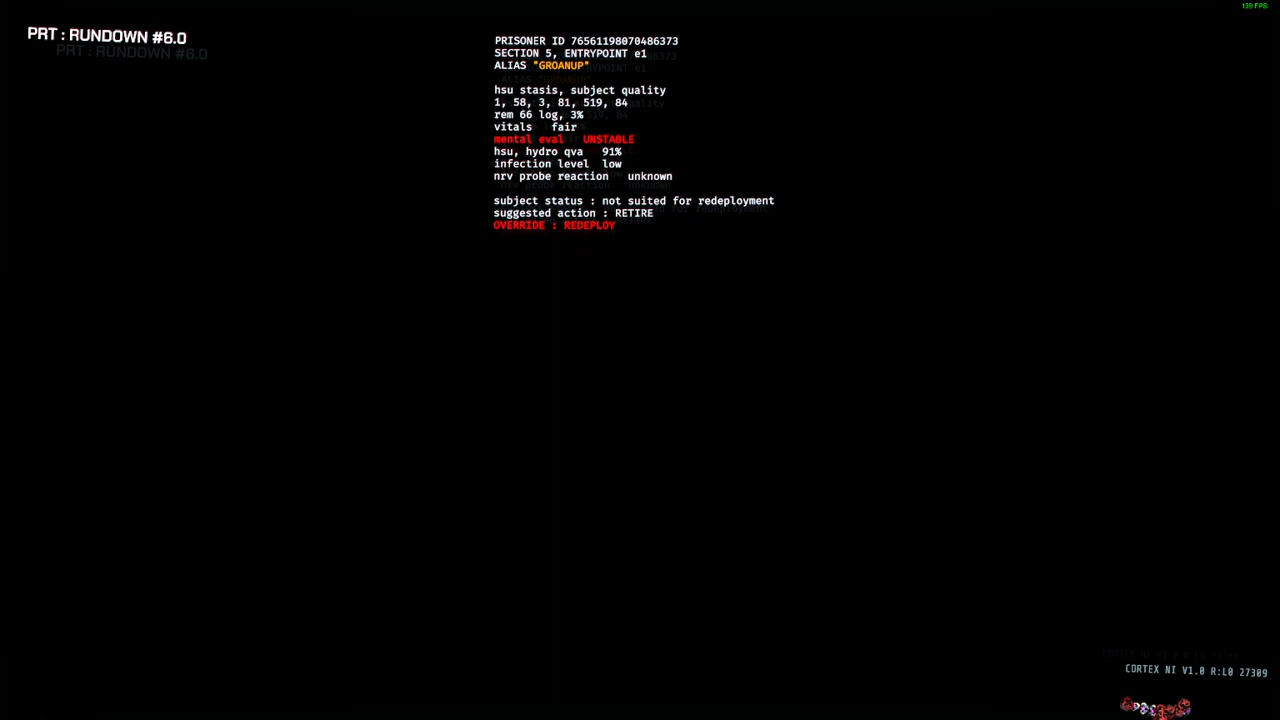 139 FPS
PRT : RUNDOWN #6.0
PRISONER ID 76561198070486373
SECTION 5, ENTRYPOINT e1
ALIAS "GROANUP"
hsu stasis, subject quality
1, 58, 3, 81, 519, 84
rem 66 log, 3%
vitals fair
mental eval UNSTABLE
hsu, hydro qva 91%
infection level low
nrv probe reaction unknown
subject status : not suited for redeployment
suggested action : RETIRE
OVERRIDE : REDEPLOY
CORTEX NI V1.0 R:L0 27309